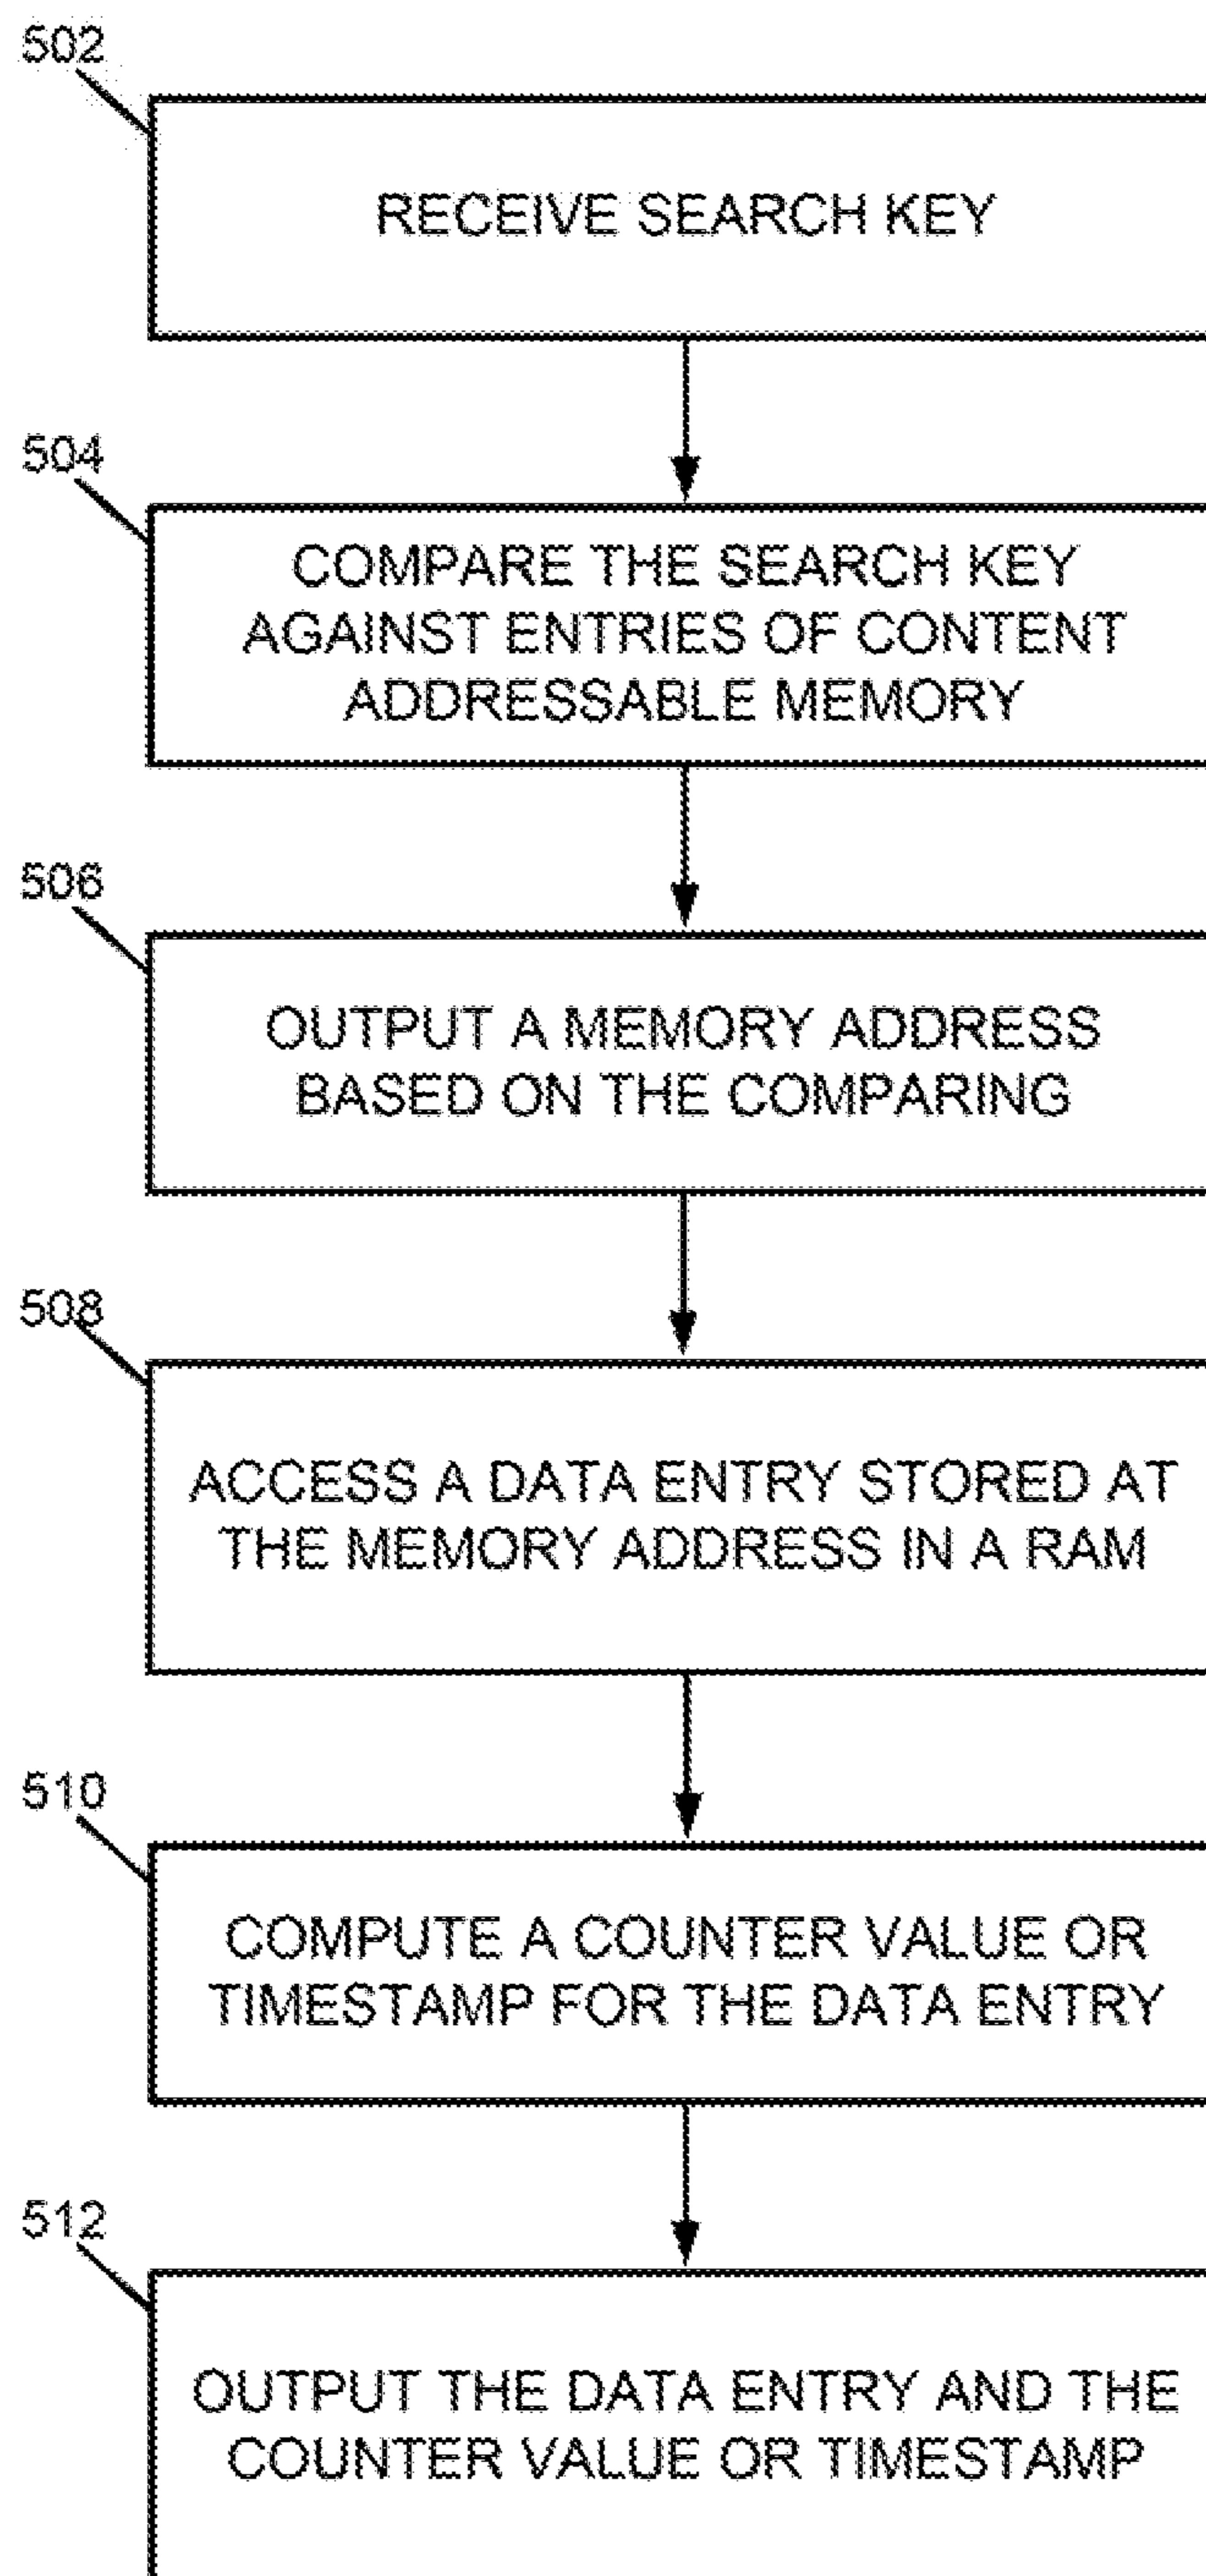 502
RECEIVE SEARCH KEY
504
COMPARE THE SEARCH KEY
AGAINST ENTRIES OF CONTENT
ADDRESSABLE MEMORY
506
OUTPUT A MEMORY ADDRESS
BASED ON THE COMPARING
508
ACCESS A DATA ENTRY STORED AT
THE MEMORY ADDRESS IN A RAM
510
COMPUTE A COUNTER VALUE OR
TIMESTAMP FOR THE DATA ENTRY
512
OUTPUT THE DATA ENTRY AND THE
COUNTER VALUE OR TIMESTAMP